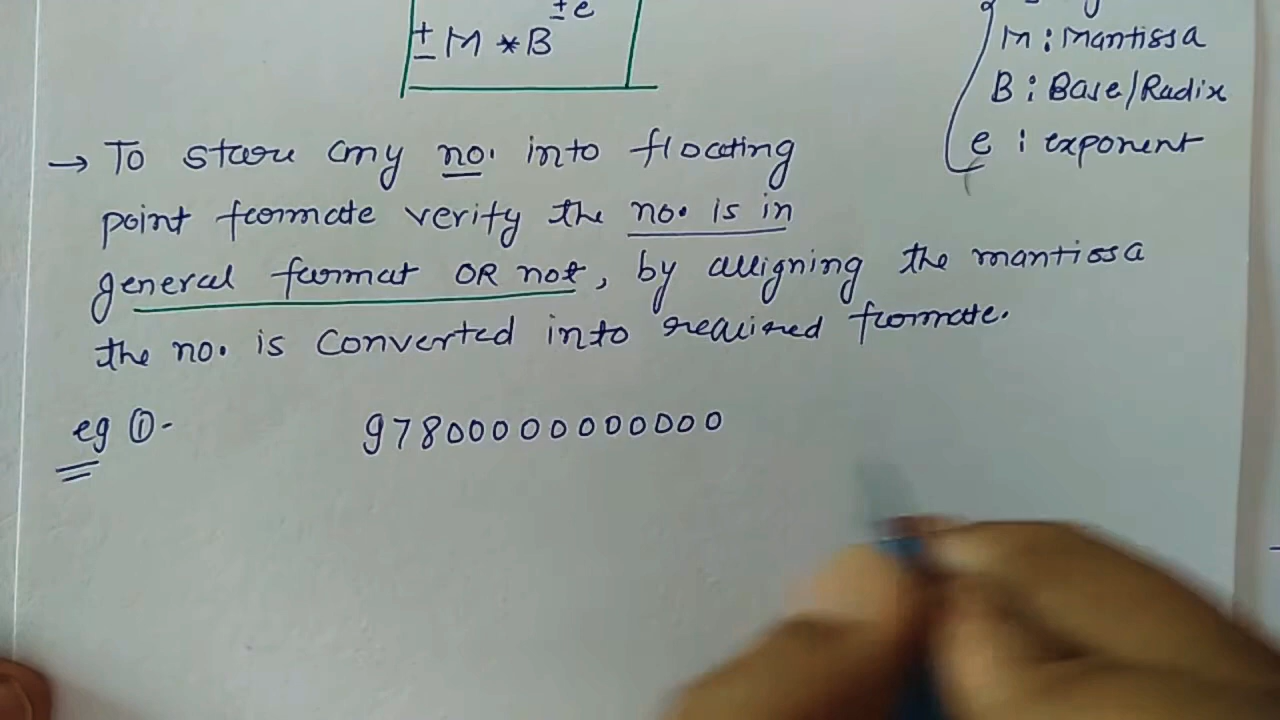 ± M * B ± e
M : Mantissa
B : Base/Radix
e : exponent
→ To store any no. into floating
point formate verify the no. is in
general format OR not, by alligning the mantissa
the no. is converted into required formate.
eg ①- 97800000000000